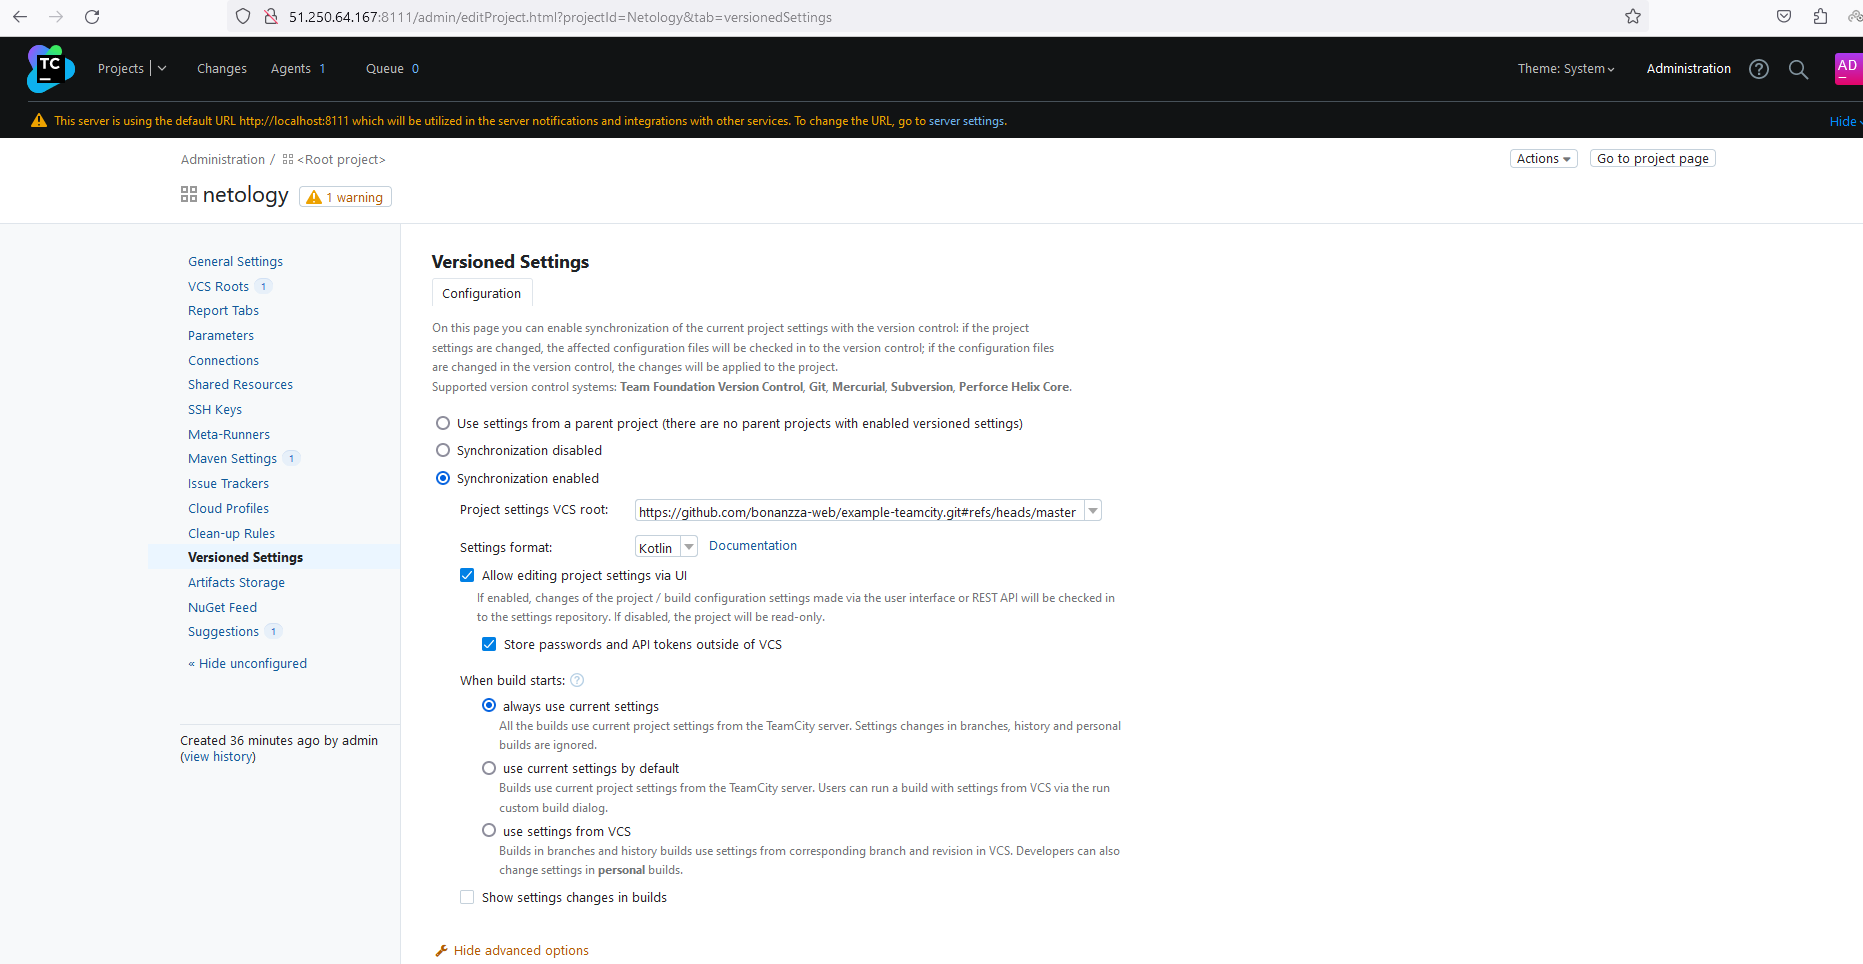 51.250.64.167:8111/admin/editProject.html?projectId=Netology&tab=versionedSettings
TC
Projects
Changes
Agents 1
Queue 0
Theme: System
Administration
AD
This server is using the default URL http://localhost:8111 which will be utilized in the server notifications and integrations with other services. To change the URL, go to server settings.
Hide
Administration / <Root project>
Actions
Go to project page
netology
1 warning
General Settings
VCS Roots 1
Report Tabs
Parameters
Connections
Shared Resources
SSH Keys
Meta-Runners
Maven Settings 1
Issue Trackers
Cloud Profiles
Clean-up Rules
Versioned Settings
Artifacts Storage
NuGet Feed
Suggestions 1
« Hide unconfigured
Created 36 minutes ago by admin
(view history)
Versioned Settings
Configuration
On this page you can enable synchronization of the current project settings with the version control: if the project
settings are changed, the affected configuration files will be checked in to the version control; if the configuration files
are changed in the version control, the changes will be applied to the project.
Supported version control systems: Team Foundation Version Control, Git, Mercurial, Subversion, Perforce Helix Core.
Use settings from a parent project (there are no parent projects with enabled versioned settings)
Synchronization disabled
Synchronization enabled
Project settings VCS root: https://github.com/bonanzza-web/example-teamcity.git#refs/heads/master
Settings format: Kotlin Documentation
Allow editing project settings via UI
If enabled, changes of the project / build configuration settings made via the user interface or REST API will be checked in
to the settings repository. If disabled, the project will be read-only.
Store passwords and API tokens outside of VCS
When build starts: ?
always use current settings
All the builds use current project settings from the TeamCity server. Settings changes in branches, history and personal
builds are ignored.
use current settings by default
Builds use current project settings from the TeamCity server. Users can run a build with settings from VCS via the run
custom build dialog.
use settings from VCS
Builds in branches and history builds use settings from corresponding branch and revision in VCS. Developers can also
change settings in personal builds.
Show settings changes in builds
Hide advanced options